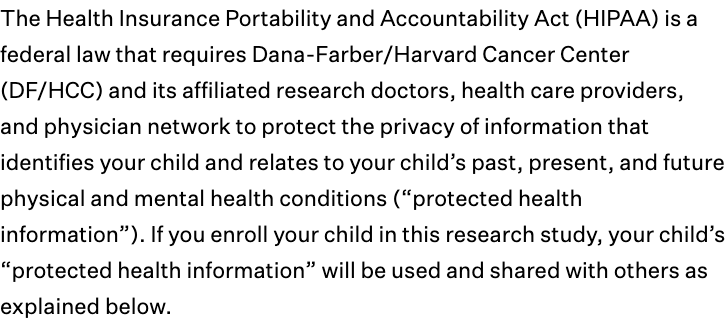 The Health Insurance Portability and Accountability Act (HIPAA) is a
federal law that requires Dana-Farber/Harvard Cancer Center
(DF/HCC) and its affiliated research doctors, health care providers,
and physician network to protect the privacy of information that
identifies your child and relates to your child’s past, present, and future
physical and mental health conditions (“protected health
information”). If you enroll your child in this research study, your child’s
“protected health information” will be used and shared with others as
explained below.